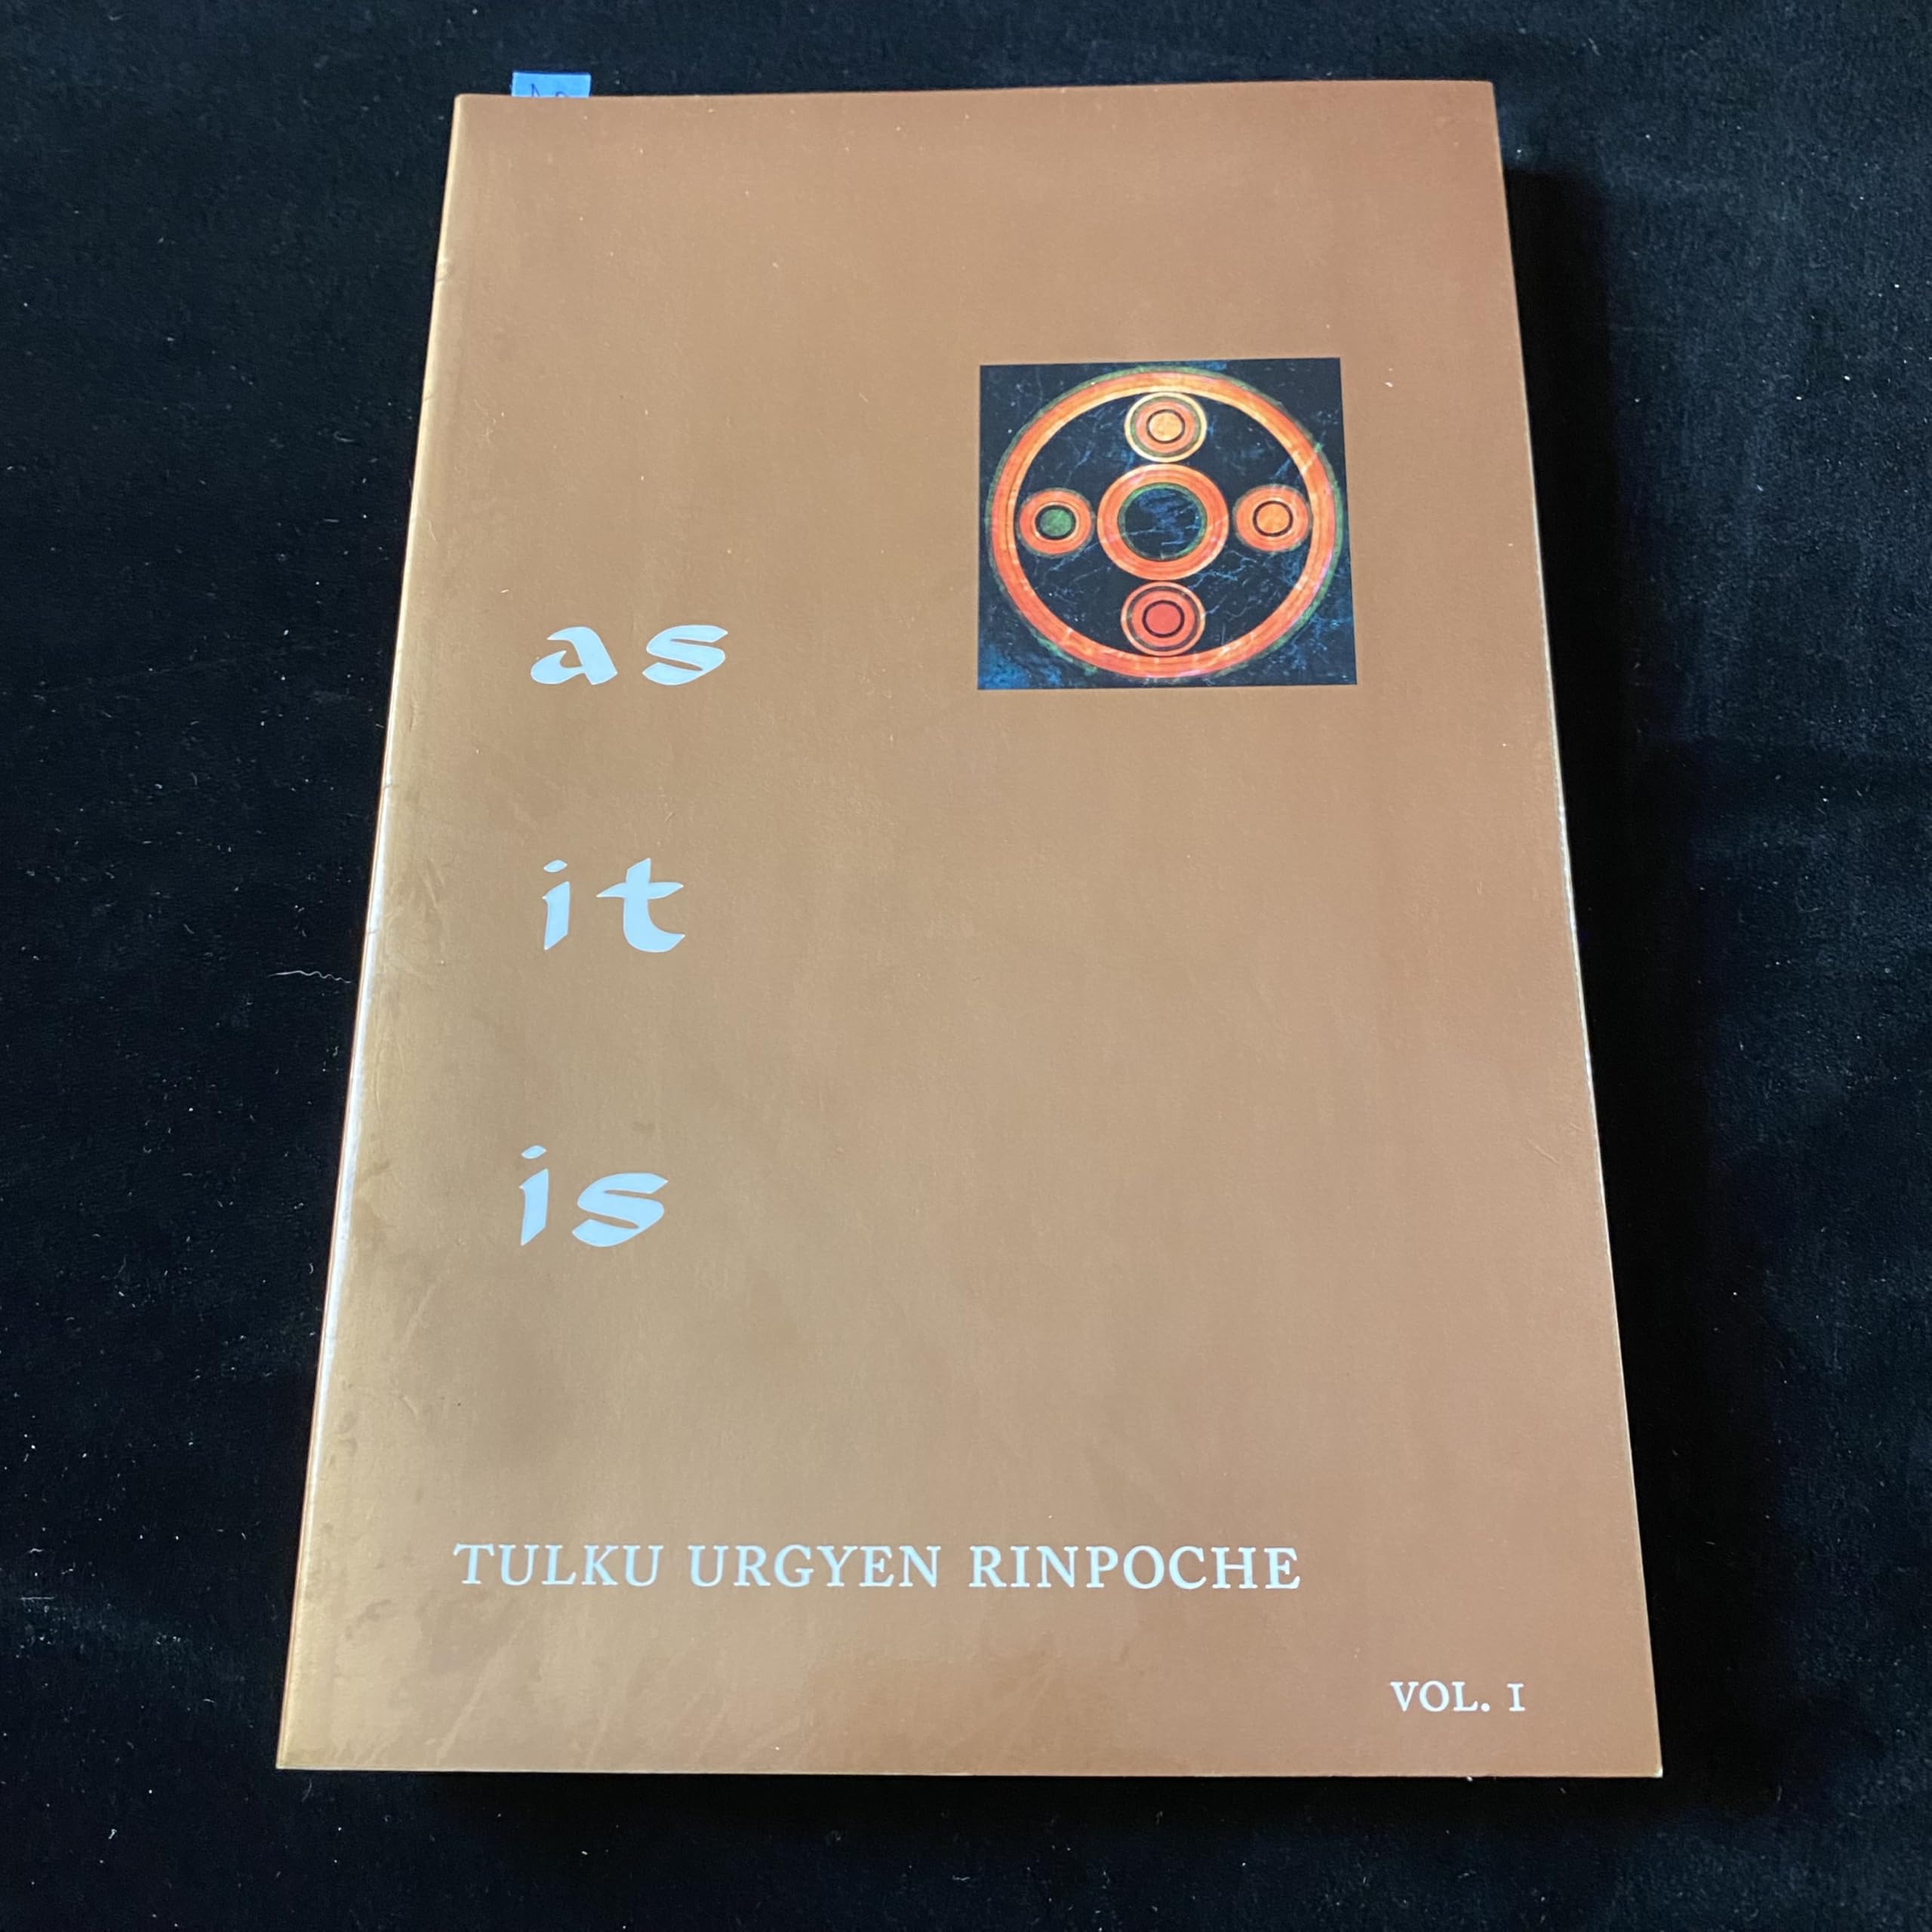 as
it
is
TULKU URGYEN RINPOCHE
VOL. I